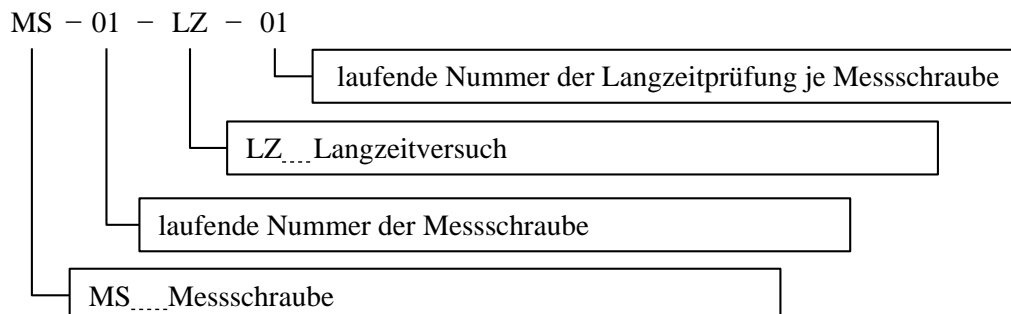 MS – 01 – LZ – 01
laufende Nummer der Langzeitprüfung je Messschraube
LZ....Langzeitversuch
laufende Nummer der Messschraube
MS.....Messschraube